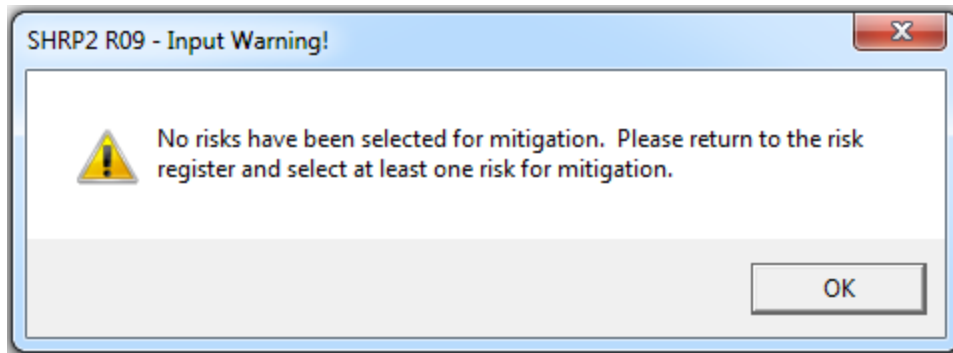 SHRP2 R09 - Input Warning!
No risks have been selected for mitigation.  Please return to the risk
register and select at least one risk for mitigation.
OK